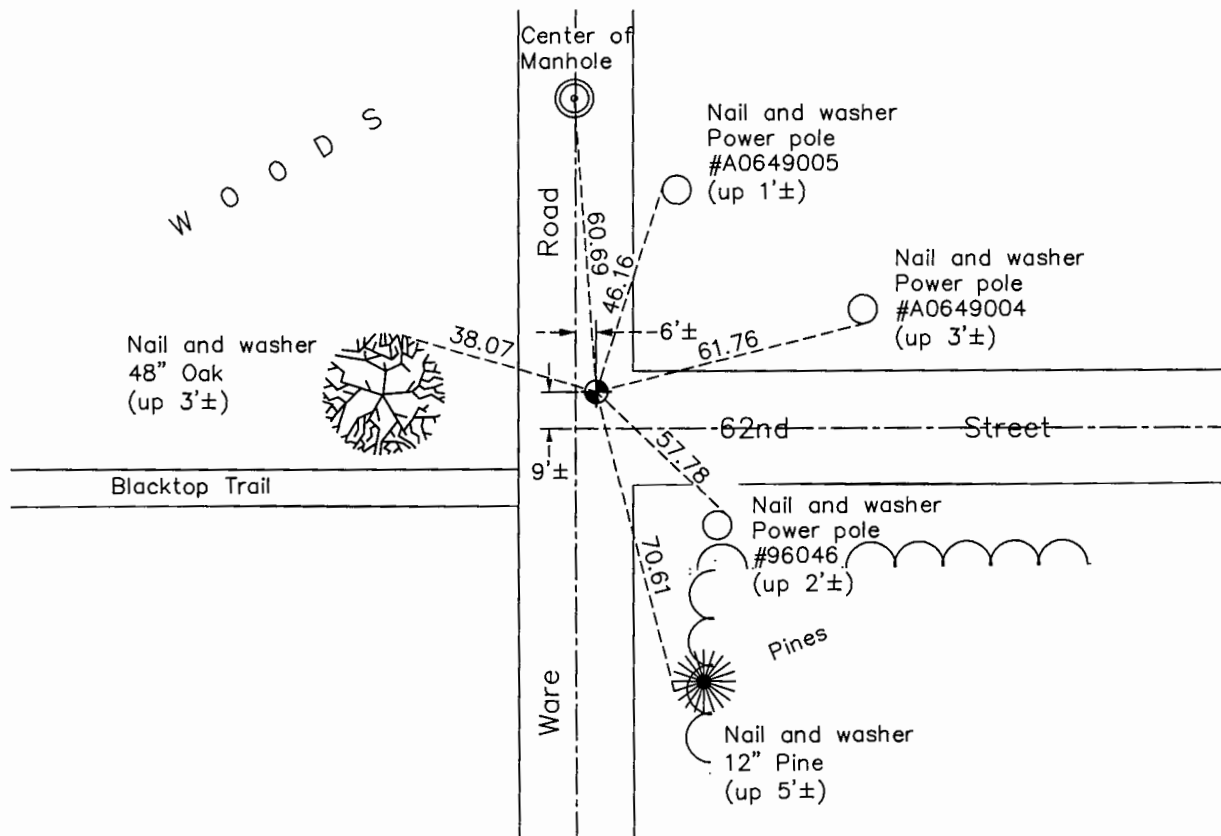 Center of
Manhole
Nail and washer
Power pole
#A0649005
(up 1'±)
WOODS
Road
69.09
46.16
Nail and washer
Power pole
#A0649004
(up 3'±)
6'±
38.07
61.76
Nail and washer
48" Oak
(up 3'±)
62nd Street
57.78
9'±
Blacktop Trail
Nail and washer
Power pole
#96046
(up 2'±)
70.61
Pines
Ware
Nail and washer
12" Pine
(up 5'±)